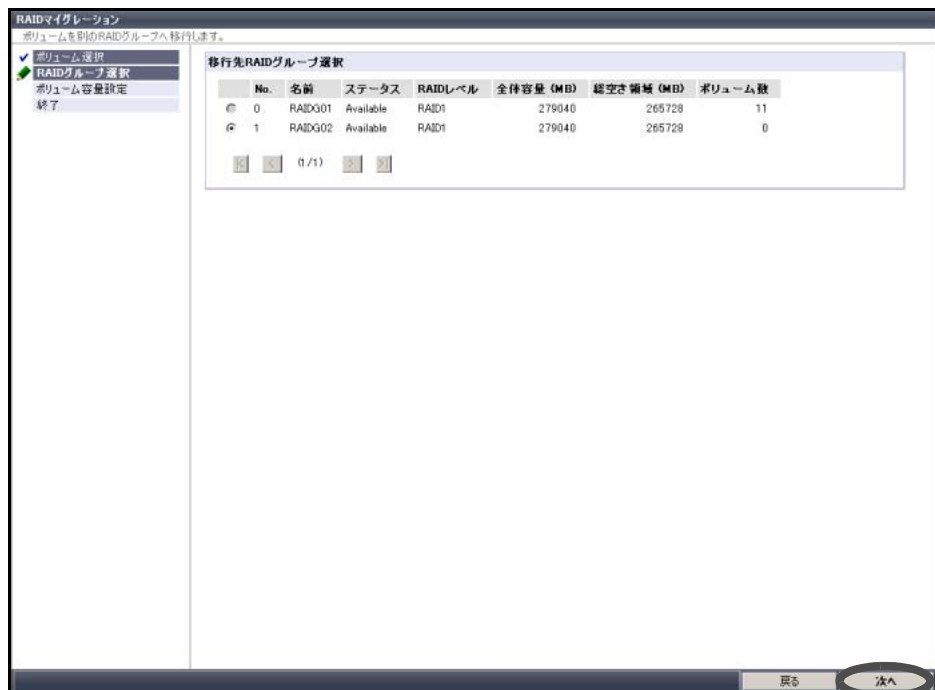 RAIDマイグレーション
ボリュームを別のRAIDグループへ移行します。
ボリューム選択
RAIDグループ選択
ボリューム容量設定
終了
移行先RAIDグループ選択
No. 名前 ステータス RAIDレベル 全体容量 (MB) 総空き領域 (MB) ボリューム数
0 RAIDG01 Available RAID1 279040 265728 11
1 RAIDG02 Available RAID1 279040 265728 0
(1/1)
戻る 次へ